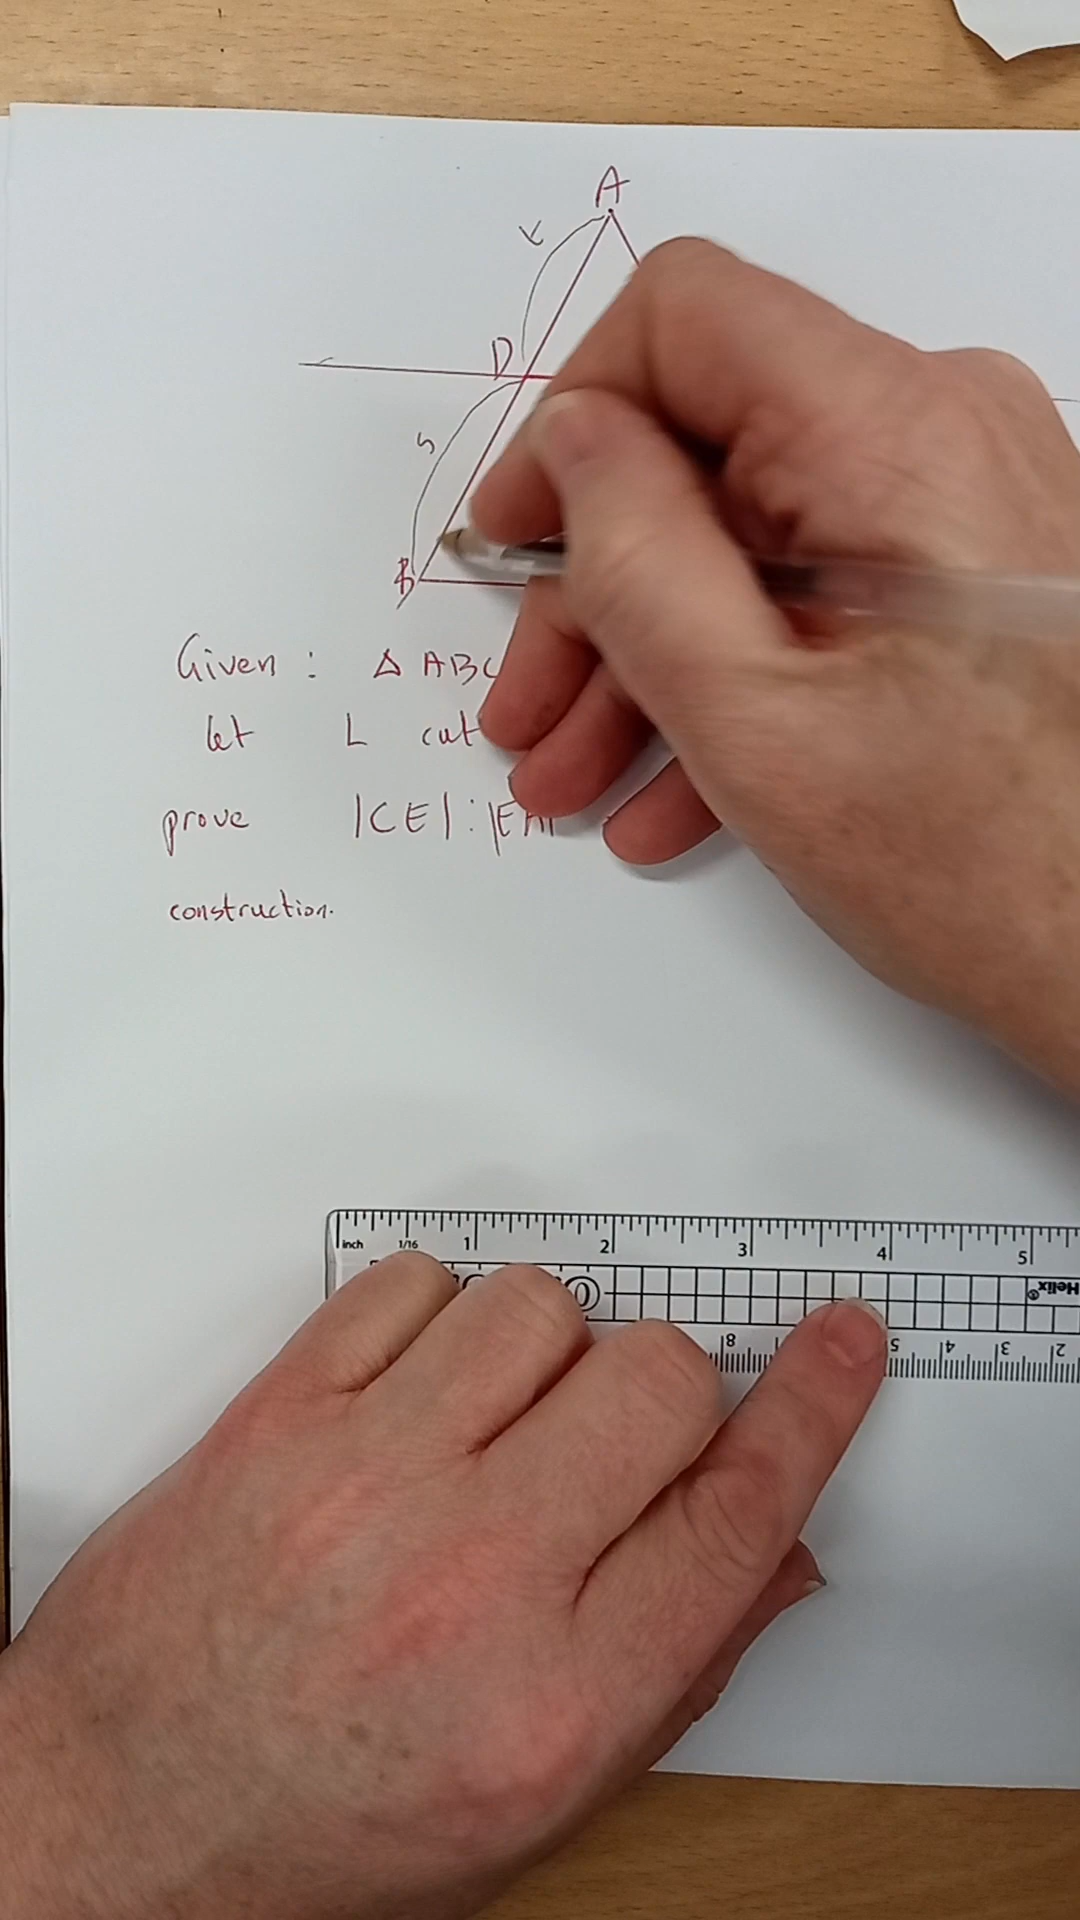 A
D
s
B
Given : △ ABC
let L cut
prove |CE| : |EA|
construction.
inch 1/16 1 2 3 4 5
Helix®
8 5 4 3 2